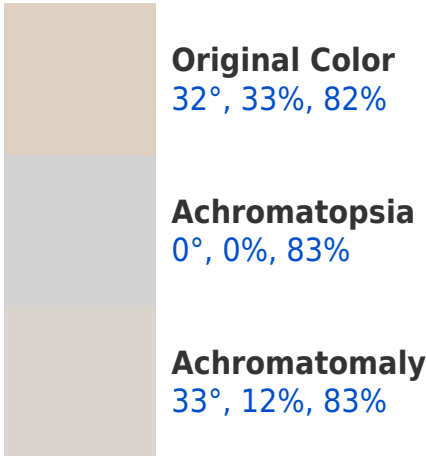 Original Color
32°, 33%, 82%
Achromatopsia
0°, 0%, 83%
Achromatomaly
33°, 12%, 83%